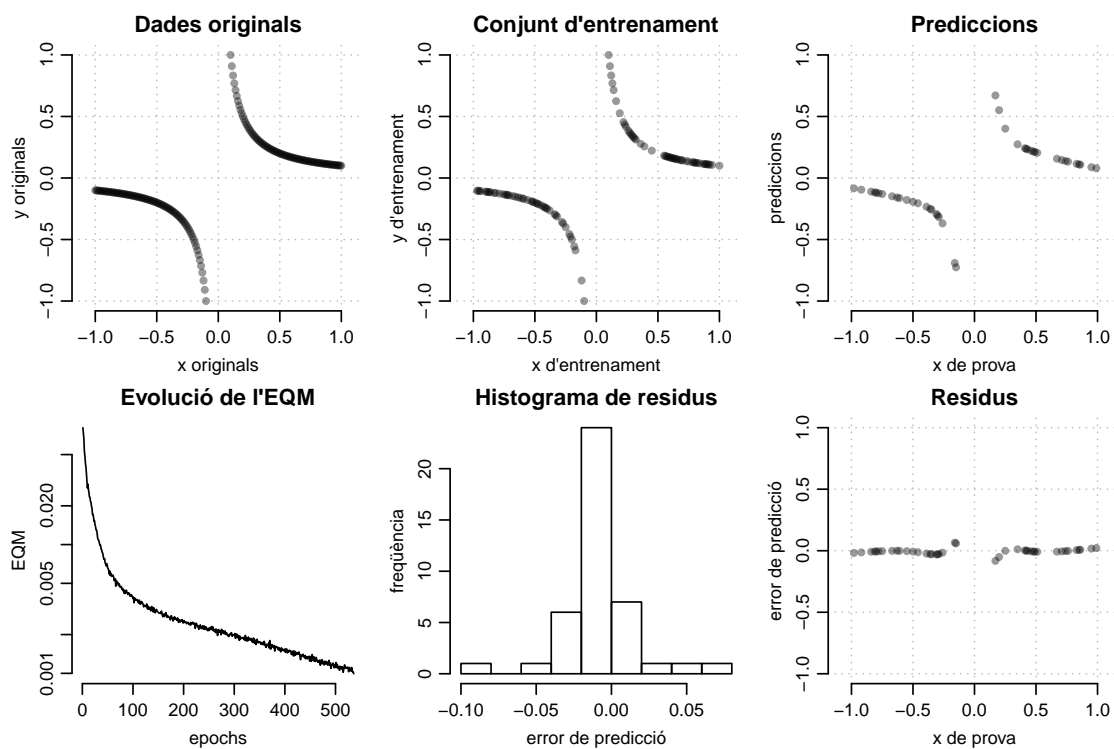 Dades originals
y originals
1.0
0.5
0.0
−0.5
−1.0
−1.0 −0.5 0.0 0.5 1.0
x originals
Conjunt d'entrenament
y d'entrenament
1.0
0.5
0.0
−0.5
−1.0
−1.0 −0.5 0.0 0.5 1.0
x d'entrenament
Prediccions
predicccions
1.0
0.5
0.0
−0.5
−1.0
−1.0 −0.5 0.0 0.5 1.0
x de prova
Evolució de l'EQM
EQM
0.020
0.005
0.001
0 100 200 300 400 500
epochs
Histograma de residus
freqüència
20
15
10
5
0
−0.10 −0.05 0.00 0.05
error de predicció
Residus
error de predicció
1.0
0.5
0.0
−0.5
−1.0
−1.0 −0.5 0.0 0.5 1.0
x de prova